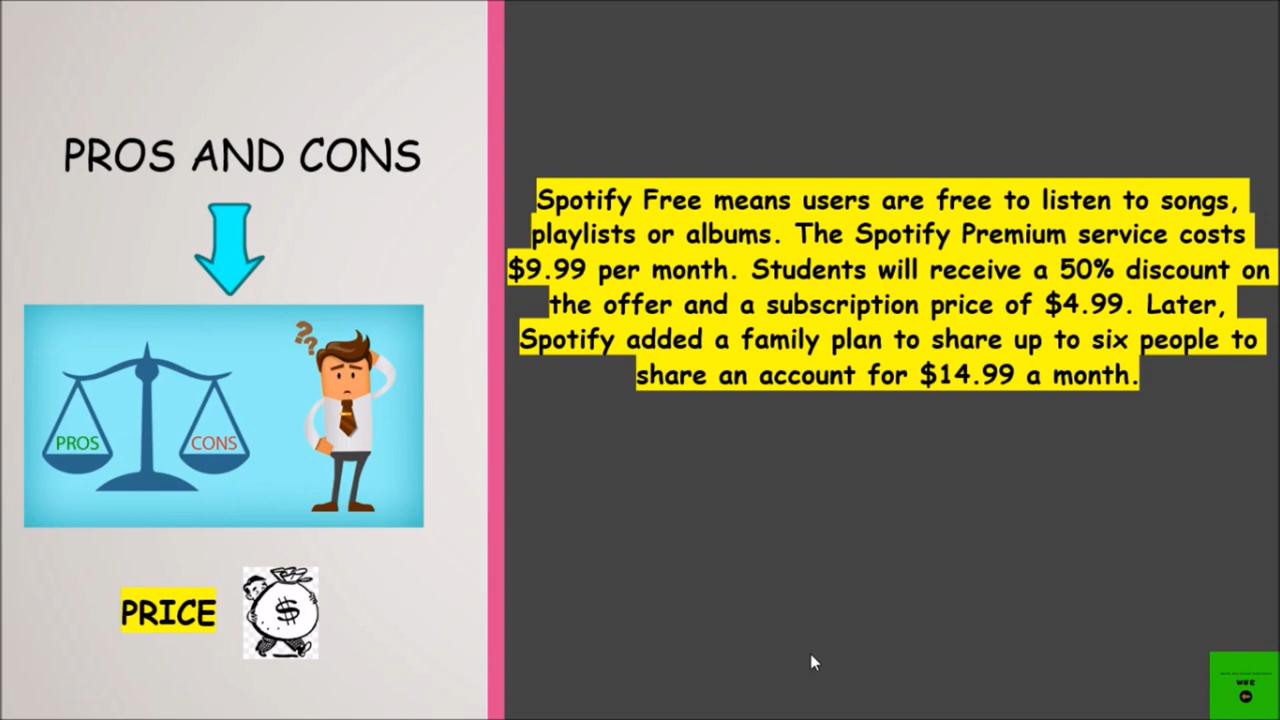 PROS AND CONS
??
PROS
CONS
PRICE
$
Spotify Free means users are free to listen to songs,
playlists or albums. The Spotify Premium service costs
$9.99 per month. Students will receive a 50% discount on
the offer and a subscription price of $4.99. Later,
Spotify added a family plan to share up to six people to
share an account for $14.99 a month.